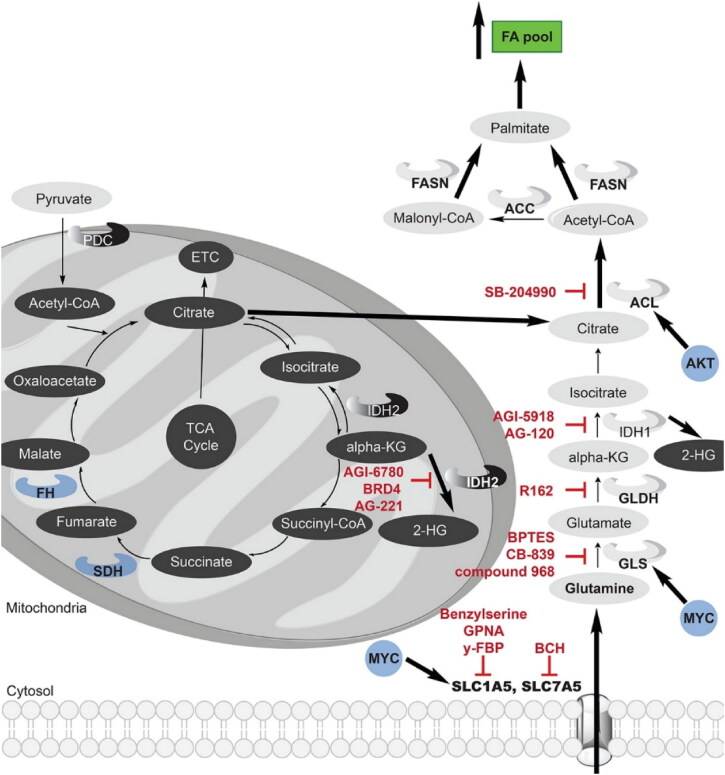 FA pool
Palmitate
FASN
FASN
Pyruvate
Malonyl-CoA
ACC
Acetyl-CoA
PDC
ETC
Acetyl-CoA
Citrate
SB-204990
ACL
Citrate
AKT
Oxaloacetate
Isocitrate
Isocitrate
IDH2
AGI-5918
AG-120
IDH1
TCA
Cycle
Malate
alpha-KG
alpha-KG
2-HG
AGI-6780
BRD4
AG-221
IDH2
FH
R162
GLDH
Fumarate
Succinyl-CoA
2-HG
Glutamate
BPTES
CB-839
compound 968
GLS
SDH
Succinate
Glutamine
Mitochondria
Benzylserine
GPNA
y-FBP
BCH
MYC
MYC
SLC1A5, SLC7A5
Cytosol